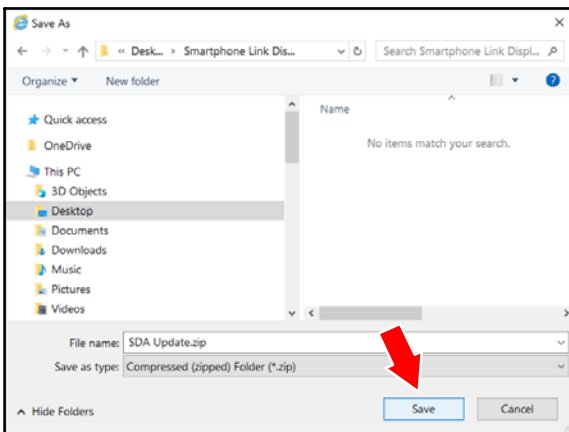 Save As
« Desk... › Smartphone Link Dis...
Search Smartphone Link Displ...
Organize
New folder
Quick access
OneDrive
This PC
3D Objects
Desktop
Documents
Downloads
Music
Pictures
Videos
Name
No items match your search.
File name: SDA Update.zip
Save as type: Compressed (zipped) Folder (*.zip)
Hide Folders
Save
Cancel